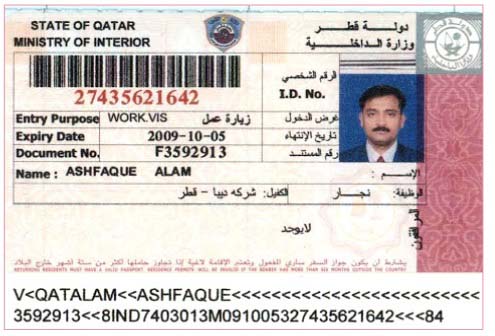 STATE OF QATAR
دولة قطر
MINISTRY OF INTERIOR
وزارة الداخلية
الرقم الشخصي
27435621642
I.D. No.
Entry Purpose WORK.VIS زيارة عمل غرض الدخول
Expiry Date 2009-10-05 تاريخ الإنتهاء
Document No. F3592913 رقم المستند
Name : ASHFAQUE ALAM الإسم :
الوظيفة: نجار الكفيل: شركه ديبا - قطر
لايوجد
يشترط أن يكون جواز السفر ساري المفعول وتعتبر الإقامة لاغية إذا تجاوز حاملها أكثر من ستة أشهر خارج البلاد
RETURNING RESIDENTS MUST HAVE A VALID PASSPORT RESIDENCE PERMITS WILL BE INVALID IF THE BEARER HAS MORE THAN SIX MONTHS OUTSIDE THE COUNTRY
V<QATALAM<<ASHFAQUE<<<<<<<<<<<<<<<<<<<<<<<<<
3592913<<8IND7403013M091005327435621642<<<84